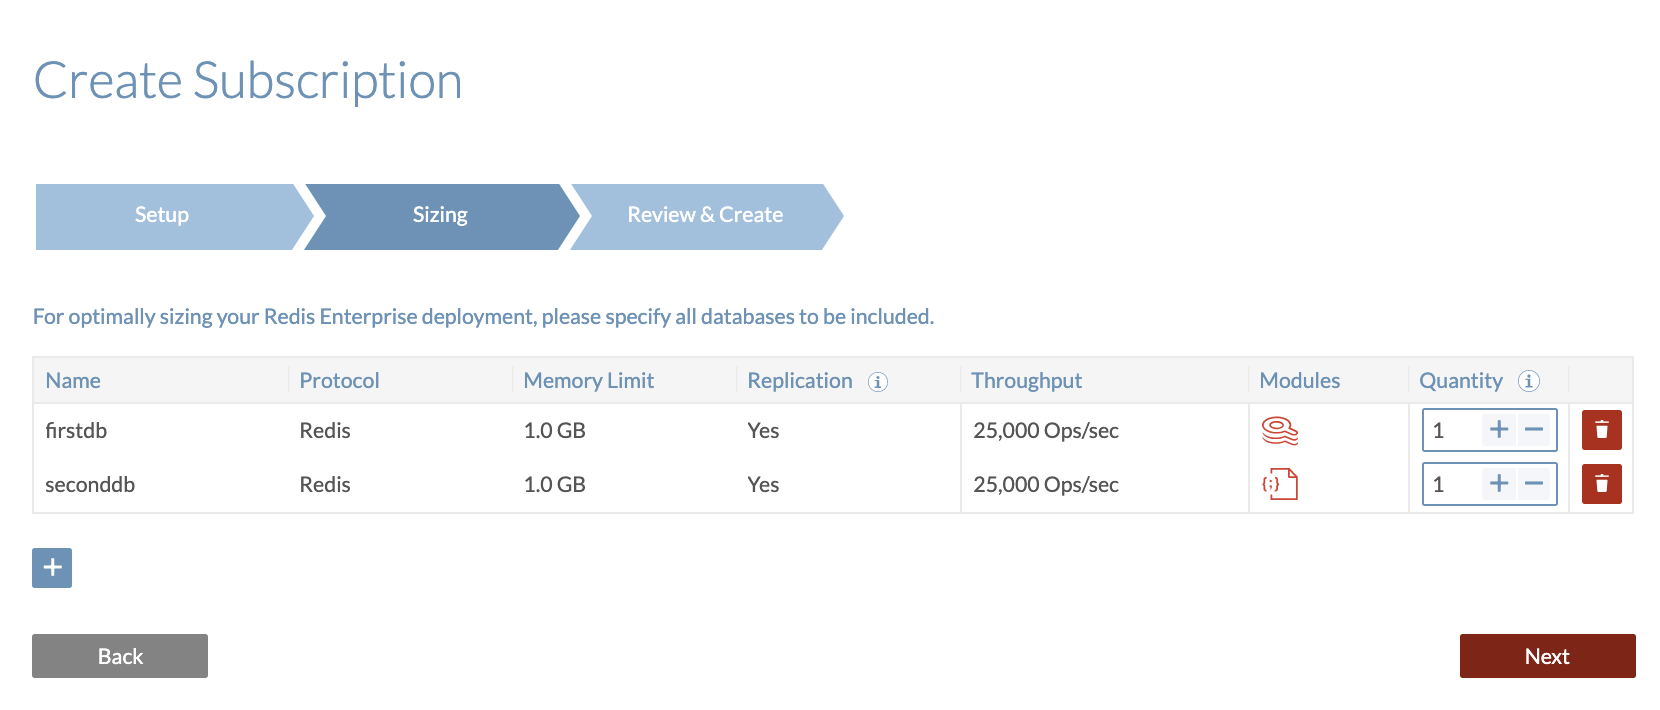 Create Subscription
Setup Sizing Review & Create
For optimally sizing your Redis Enterprise deployment, please specify all databases to be included.
Name Protocol Memory Limit Replication i Throughput Modules Quantity i
firstdb Redis 1.0 GB Yes 25,000 Ops/sec 1 + −
seconddb Redis 1.0 GB Yes 25,000 Ops/sec {;} 1 + −
+
Back Next